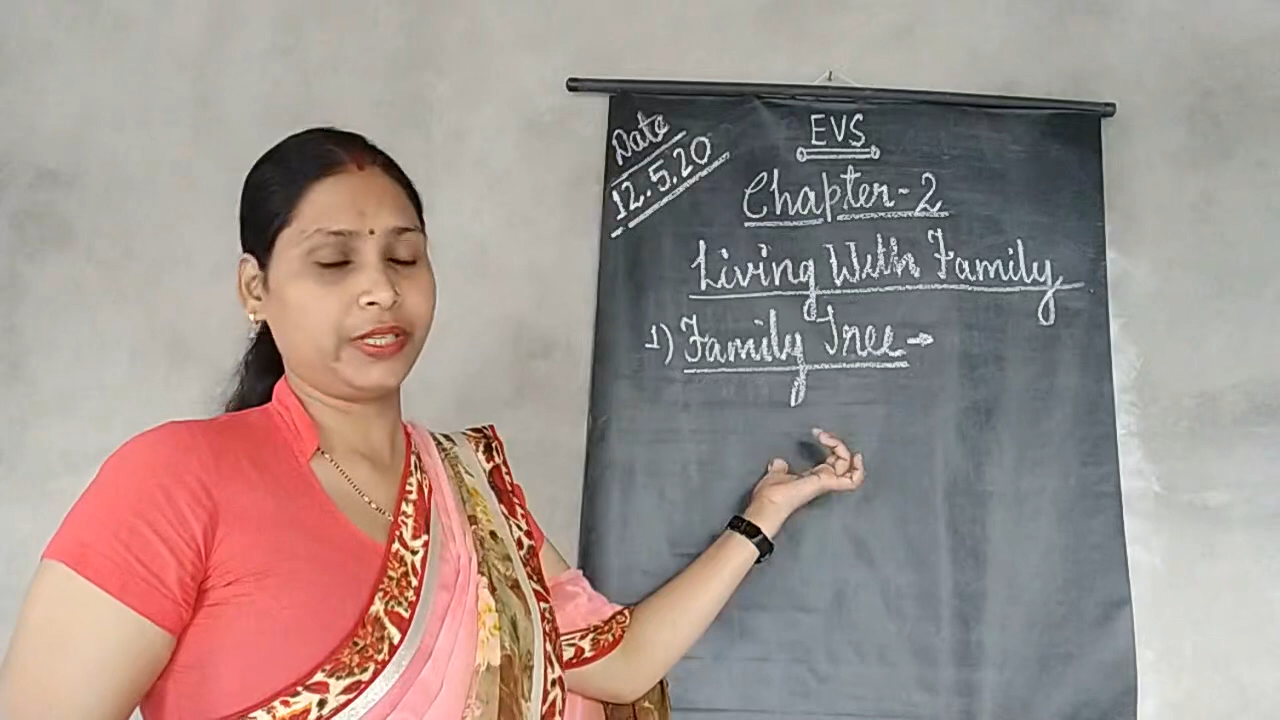 Date
12.5.20
EVS
Chapter-2
Living With Family
1) Family Tree→